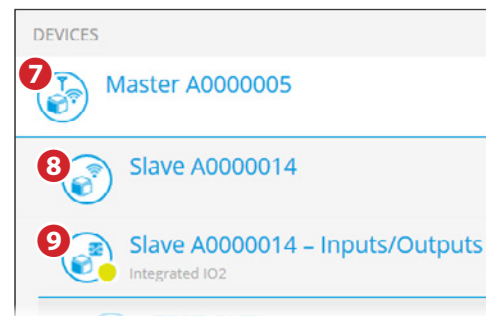 DEVICES
7 Master A0000005
8 Slave A0000014
9 Slave A0000014 – Inputs/Outputs
Integrated IO2